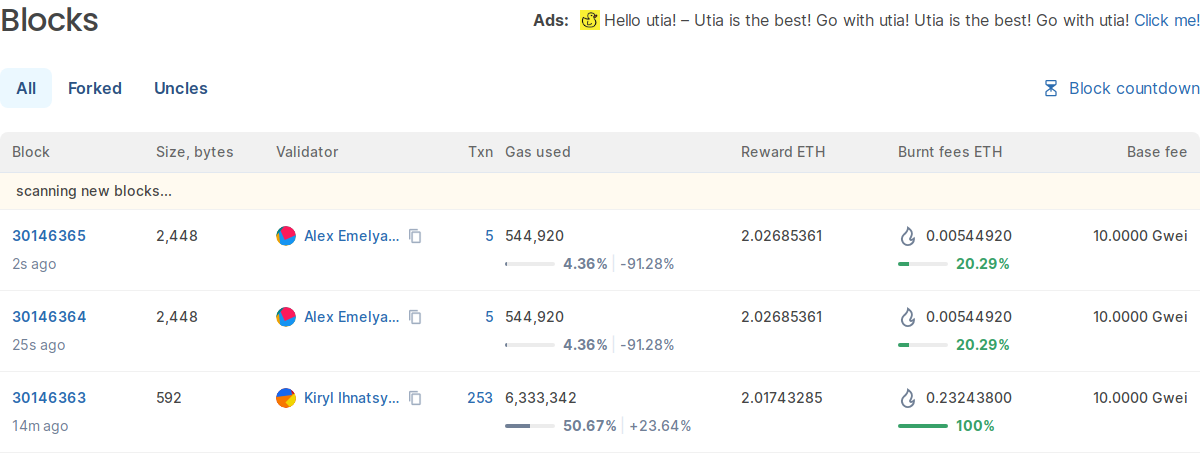 Blocks
Ads: Hello utia! – Utia is the best! Go with utia! Utia is the best! Go with utia! Click me!
All Forked Uncles Block countdown
Block Size, bytes Validator Txn Gas used Reward ETH Burnt fees ETH Base fee
scanning new blocks...
30146365 2,448 Alex Emelya... 5 544,920 2.02685361 0.00544920 10.0000 Gwei
2s ago 4.36% -91.28% 20.29%
30146364 2,448 Alex Emelya... 5 544,920 2.02685361 0.00544920 10.0000 Gwei
25s ago 4.36% -91.28% 20.29%
30146363 592 Kiryl Ihnatsy... 253 6,333,342 2.01743285 0.23243800 10.0000 Gwei
14m ago 50.67% +23.64% 100%